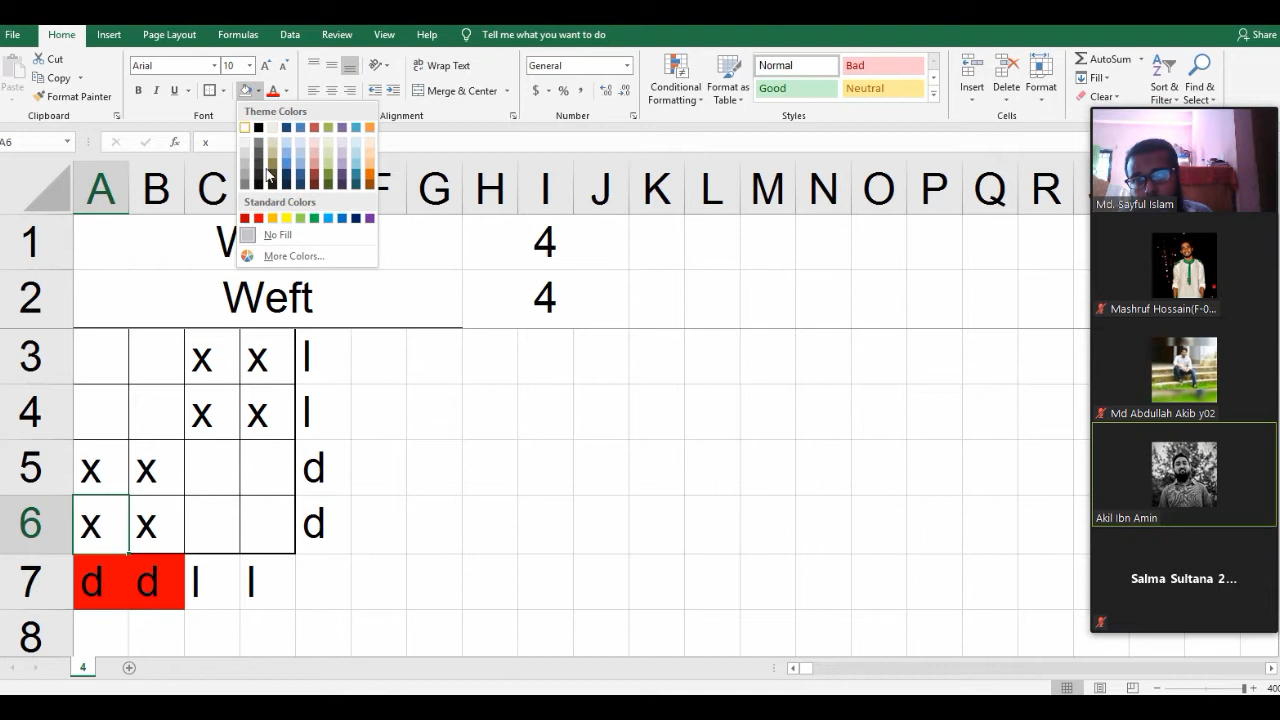 File Home Insert Page Layout Formulas Data Review View Help Tell me what you want to do Share
Cut
Copy
Format Painter
Clipboard
Arial 10 A A
B I U A
Font
Wrap Text
Merge & Center
Alignment
General
$ % ,
Number
Conditional Formatting
Format as Table
Normal Bad
Good Neutral
Styles
Insert Delete Format
Cells
AutoSum
Fill
Clear
Sort & Filter
Find & Select
Theme Colors
Standard Colors
No Fill
More Colors...
A6 fx x
A B C F G H I J K L M N O P Q R
1 W 4
2 Weft 4
3 x x l
4 x x l
5 x x d
6 x x d
7 d d l l
8
4
Md. Sayful Islam
Mashruf Hossain(F-0...
Md Abdullah Akib y02
Akil Ibn Amin
Salma Sultana 2...
400